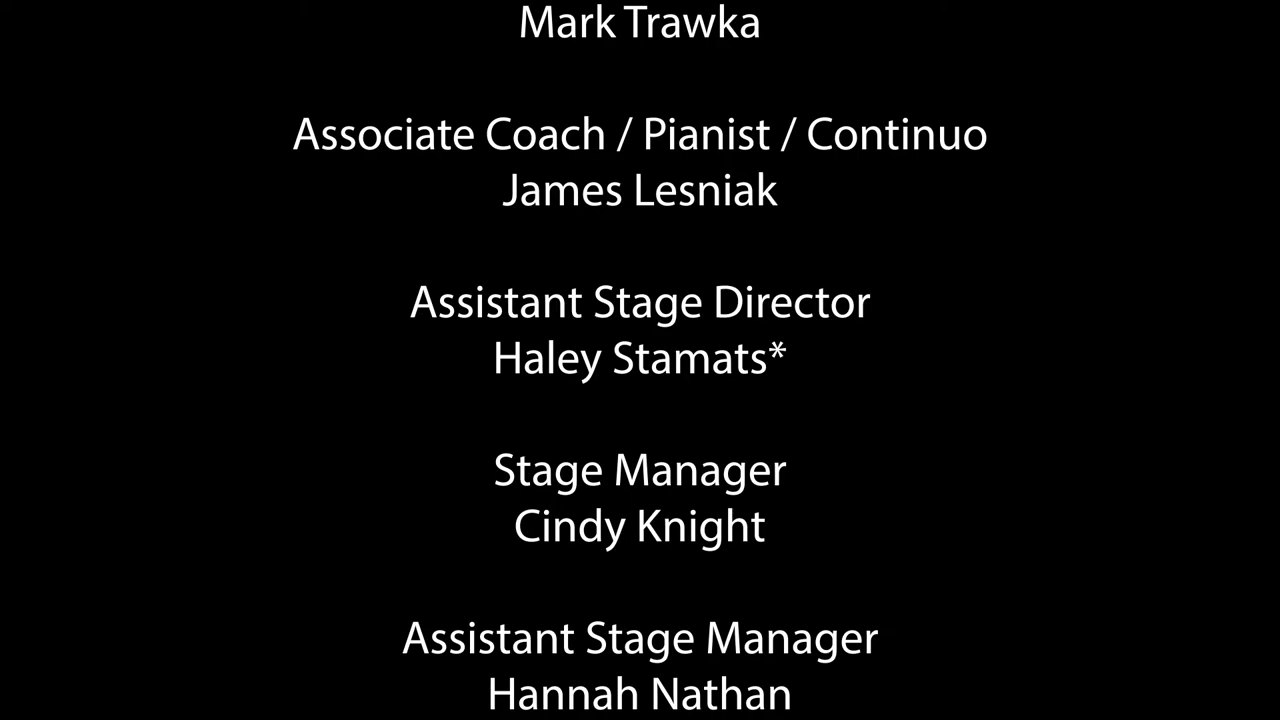 Mark Trawka
Associate Coach / Pianist / Continuo
James Lesniak
Assistant Stage Director
Haley Stamats*
Stage Manager
Cindy Knight
Assistant Stage Manager
Hannah Nathan